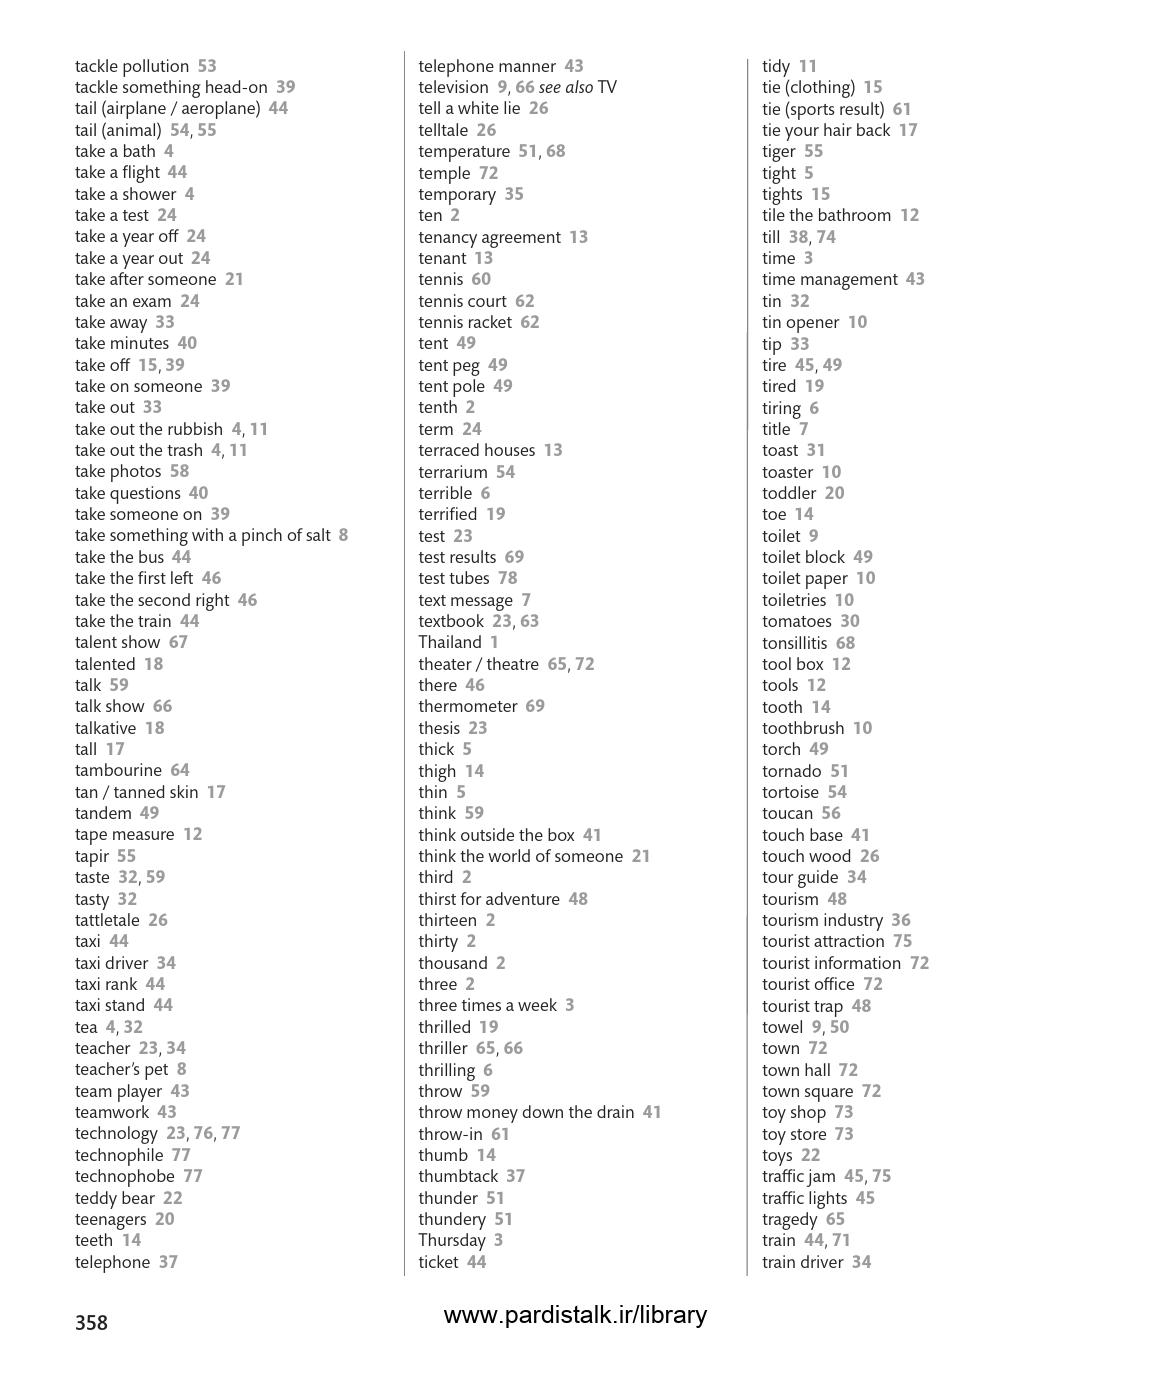 tackle pollution 53
tackle something head-on 39
tail (airplane / aeroplane) 44
tail (animal) 54, 55
take a bath 4
take a flight 44
take a shower 4
take a test 24
take a year off 24
take a year out 24
take after someone 21
take an exam 24
take away 33
take minutes 40
take off 15, 39
take on someone 39
take out 33
take out the rubbish 4, 11
take out the trash 4, 11
take photos 58
take questions 40
take someone on 39
take something with a pinch of salt 8
take the bus 44
take the first left 46
take the second right 46
take the train 44
talent show 67
talented 18
talk 59
talk show 66
talkative 18
tall 17
tambourine 64
tan / tanned skin 17
tandem 49
tape measure 12
tapir 55
taste 32, 59
tasty 32
tattletale 26
taxi 44
taxi driver 34
taxi rank 44
taxi stand 44
tea 4, 32
teacher 23, 34
teacher's pet 8
team player 43
teamwork 43
technology 23, 76, 77
technophile 77
technophobe 77
teddy bear 22
teenagers 20
teeth 14
telephone 37
telephone manner 43
television 9, 66 see also TV
tell a white lie 26
telltale 26
temperature 51, 68
temple 72
temporary 35
ten 2
tenancy agreement 13
tenant 13
tennis 60
tennis court 62
tennis racket 62
tent 49
tent peg 49
tent pole 49
tenth 2
term 24
terraced houses 13
terrarium 54
terrible 6
terrified 19
test 23
test results 69
test tubes 78
text message 7
textbook 23, 63
Thailand 1
theater / theatre 65, 72
there 46
thermometer 69
thesis 23
thick 5
thigh 14
thin 5
think 59
think outside the box 41
think the world of someone 21
third 2
thirst for adventure 48
thirteen 2
thirty 2
thousand 2
three 2
three times a week 3
thrilled 19
thriller 65, 66
thrilling 6
throw 59
throw money down the drain 41
throw-in 61
thumb 14
thumbtack 37
thunder 51
thundery 51
Thursday 3
ticket 44
tidy 11
tie (clothing) 15
tie (sports result) 61
tie your hair back 17
tiger 55
tight 5
tights 15
tile the bathroom 12
till 38, 74
time 3
time management 43
tin 32
tin opener 10
tip 33
tire 45, 49
tired 19
tiring 6
title 7
toast 31
toaster 10
toddler 20
toe 14
toilet 9
toilet block 49
toilet paper 10
toiletries 10
tomatoes 30
tonsillitis 68
tool box 12
tools 12
tooth 14
toothbrush 10
torch 49
tornado 51
tortoise 54
toucan 56
touch base 41
touch wood 26
tour guide 34
tourism 48
tourism industry 36
tourist attraction 75
tourist information 72
tourist office 72
tourist trap 48
towel 9, 50
town 72
town hall 72
town square 72
toy shop 73
toy store 73
toys 22
traffic jam 45, 75
traffic lights 45
tragedy 65
train 44, 71
train driver 34
358
www.pardistalk.ir/library